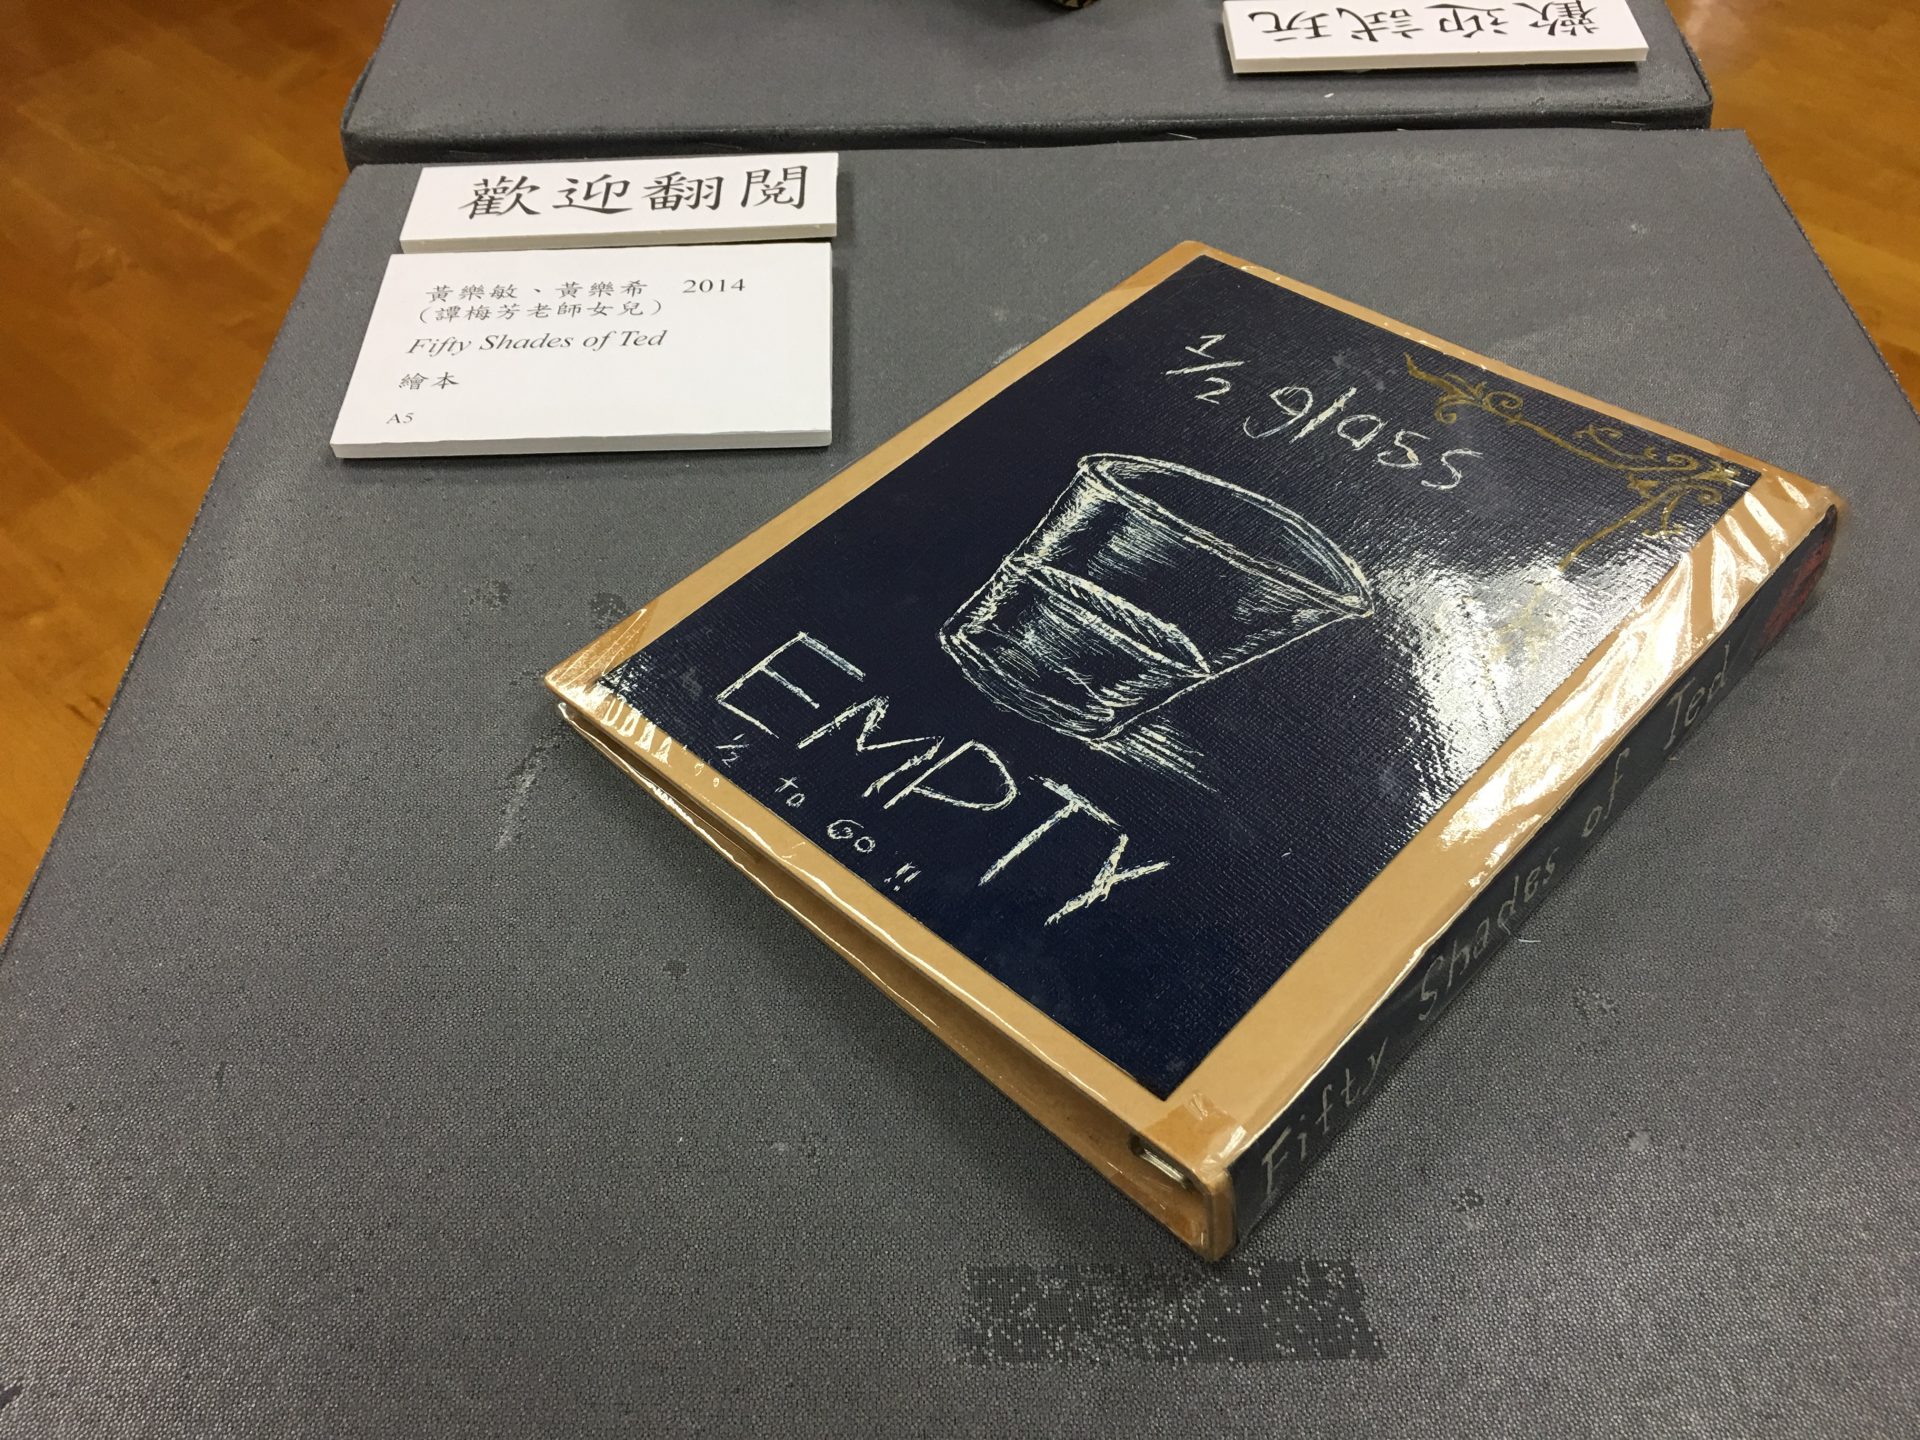 歡迎試玩
歡迎翻閱
黃樂敏、黃樂希 2014
(譚梅芳老師女兒)
Fifty Shades of Ted
繪本
A5
1/2 glass
EMPTY
1/2 to GO !!
Fifty Shades of Ted